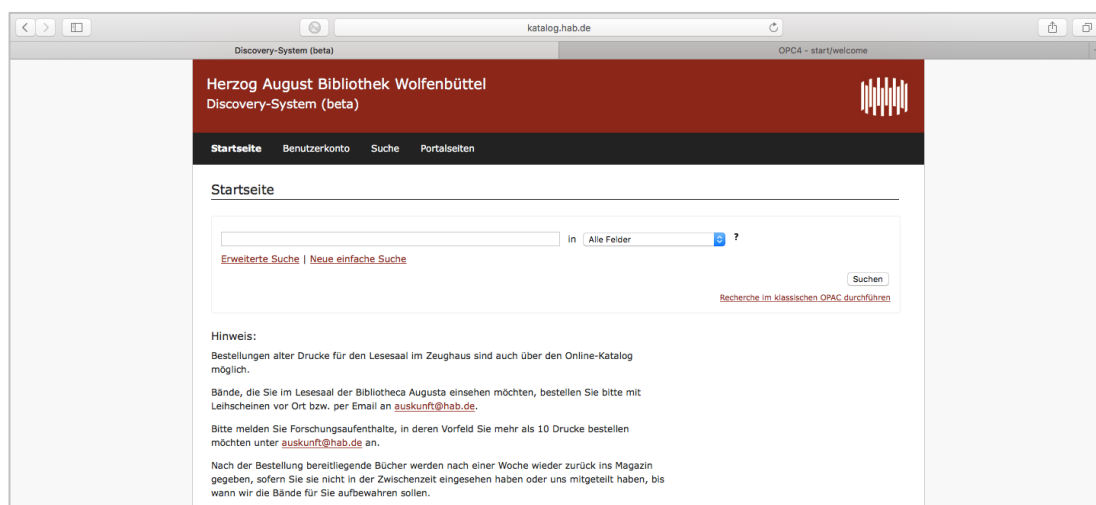 katalog.hab.de
Discovery-System (beta)
OPC4 - start/welcome
Herzog August Bibliothek Wolfenbüttel
Discovery-System (beta)
Startseite Benutzerkonto Suche Portalseiten
Startseite
in Alle Felder ?
Erweiterte Suche | Neue einfache Suche
Suchen
Recherche im klassischen OPAC durchführen
Hinweis:
Bestellungen alter Drucke für den Lesesaal im Zeughaus sind auch über den Online-Katalog
möglich.
Bände, die Sie im Lesesaal der Bibliotheca Augusta einsehen möchten, bestellen Sie bitte mit
Leihscheinen vor Ort bzw. per Email an auskunft@hab.de.
Bitte melden Sie Forschungsaufenthalte, in deren Vorfeld Sie mehr als 10 Drucke bestellen
möchten unter auskunft@hab.de an.
Nach der Bestellung bereitliegende Bücher werden nach einer Woche wieder zurück ins Magazin
gegeben, sofern Sie sie nicht in der Zwischenzeit eingesehen haben oder uns mitgeteilt haben, bis
wann wir die Bände für Sie aufbewahren sollen.